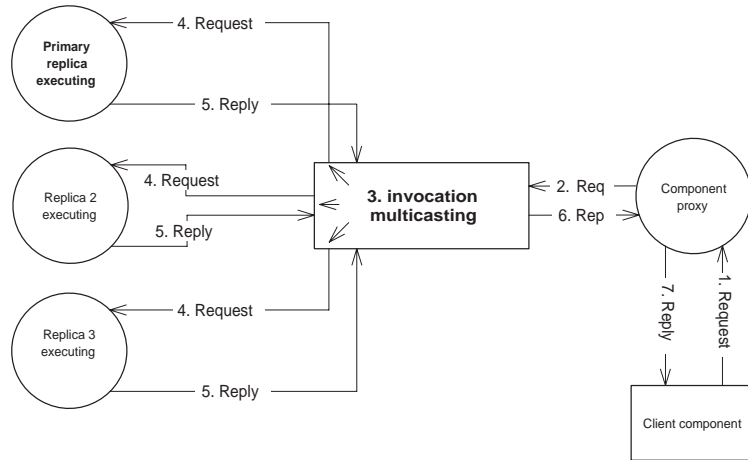 4. Request
Primary
replica
executing
5. Reply
4. Request
Replica 2
executing
5. Reply
3. invocation
multicasting
2. Req
6. Rep
Component
proxy
4. Request
Replica 3
executing
5. Reply
7. Reply
1. Request
Client component